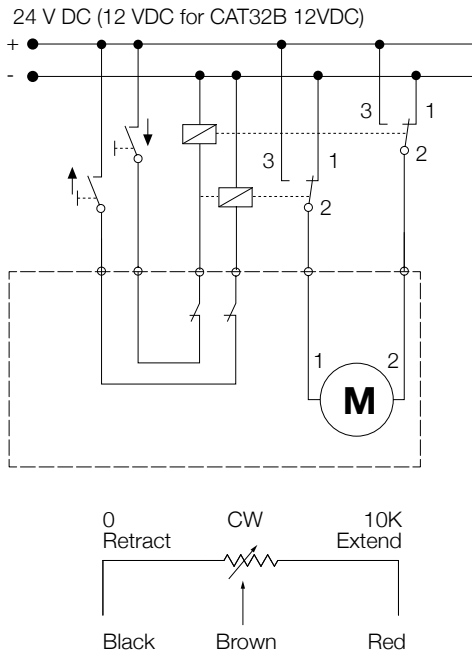 24 V DC (12 VDC for CAT32B 12VDC)
+
-
3 1
2
3 1
2
1 2
M
0 CW 10K
Retract Extend
Black Brown Red